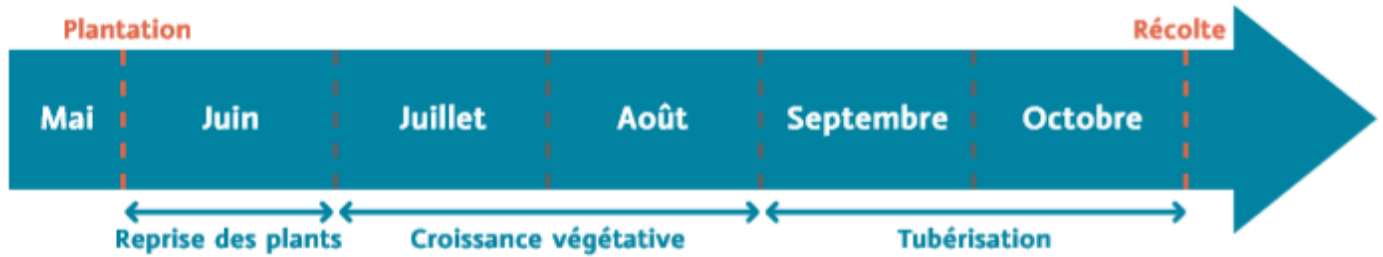 Plantation Récolte
Mai Juin Juillet Août Septembre Octobre
Reprise des plants Croissance végétative Tubérisation